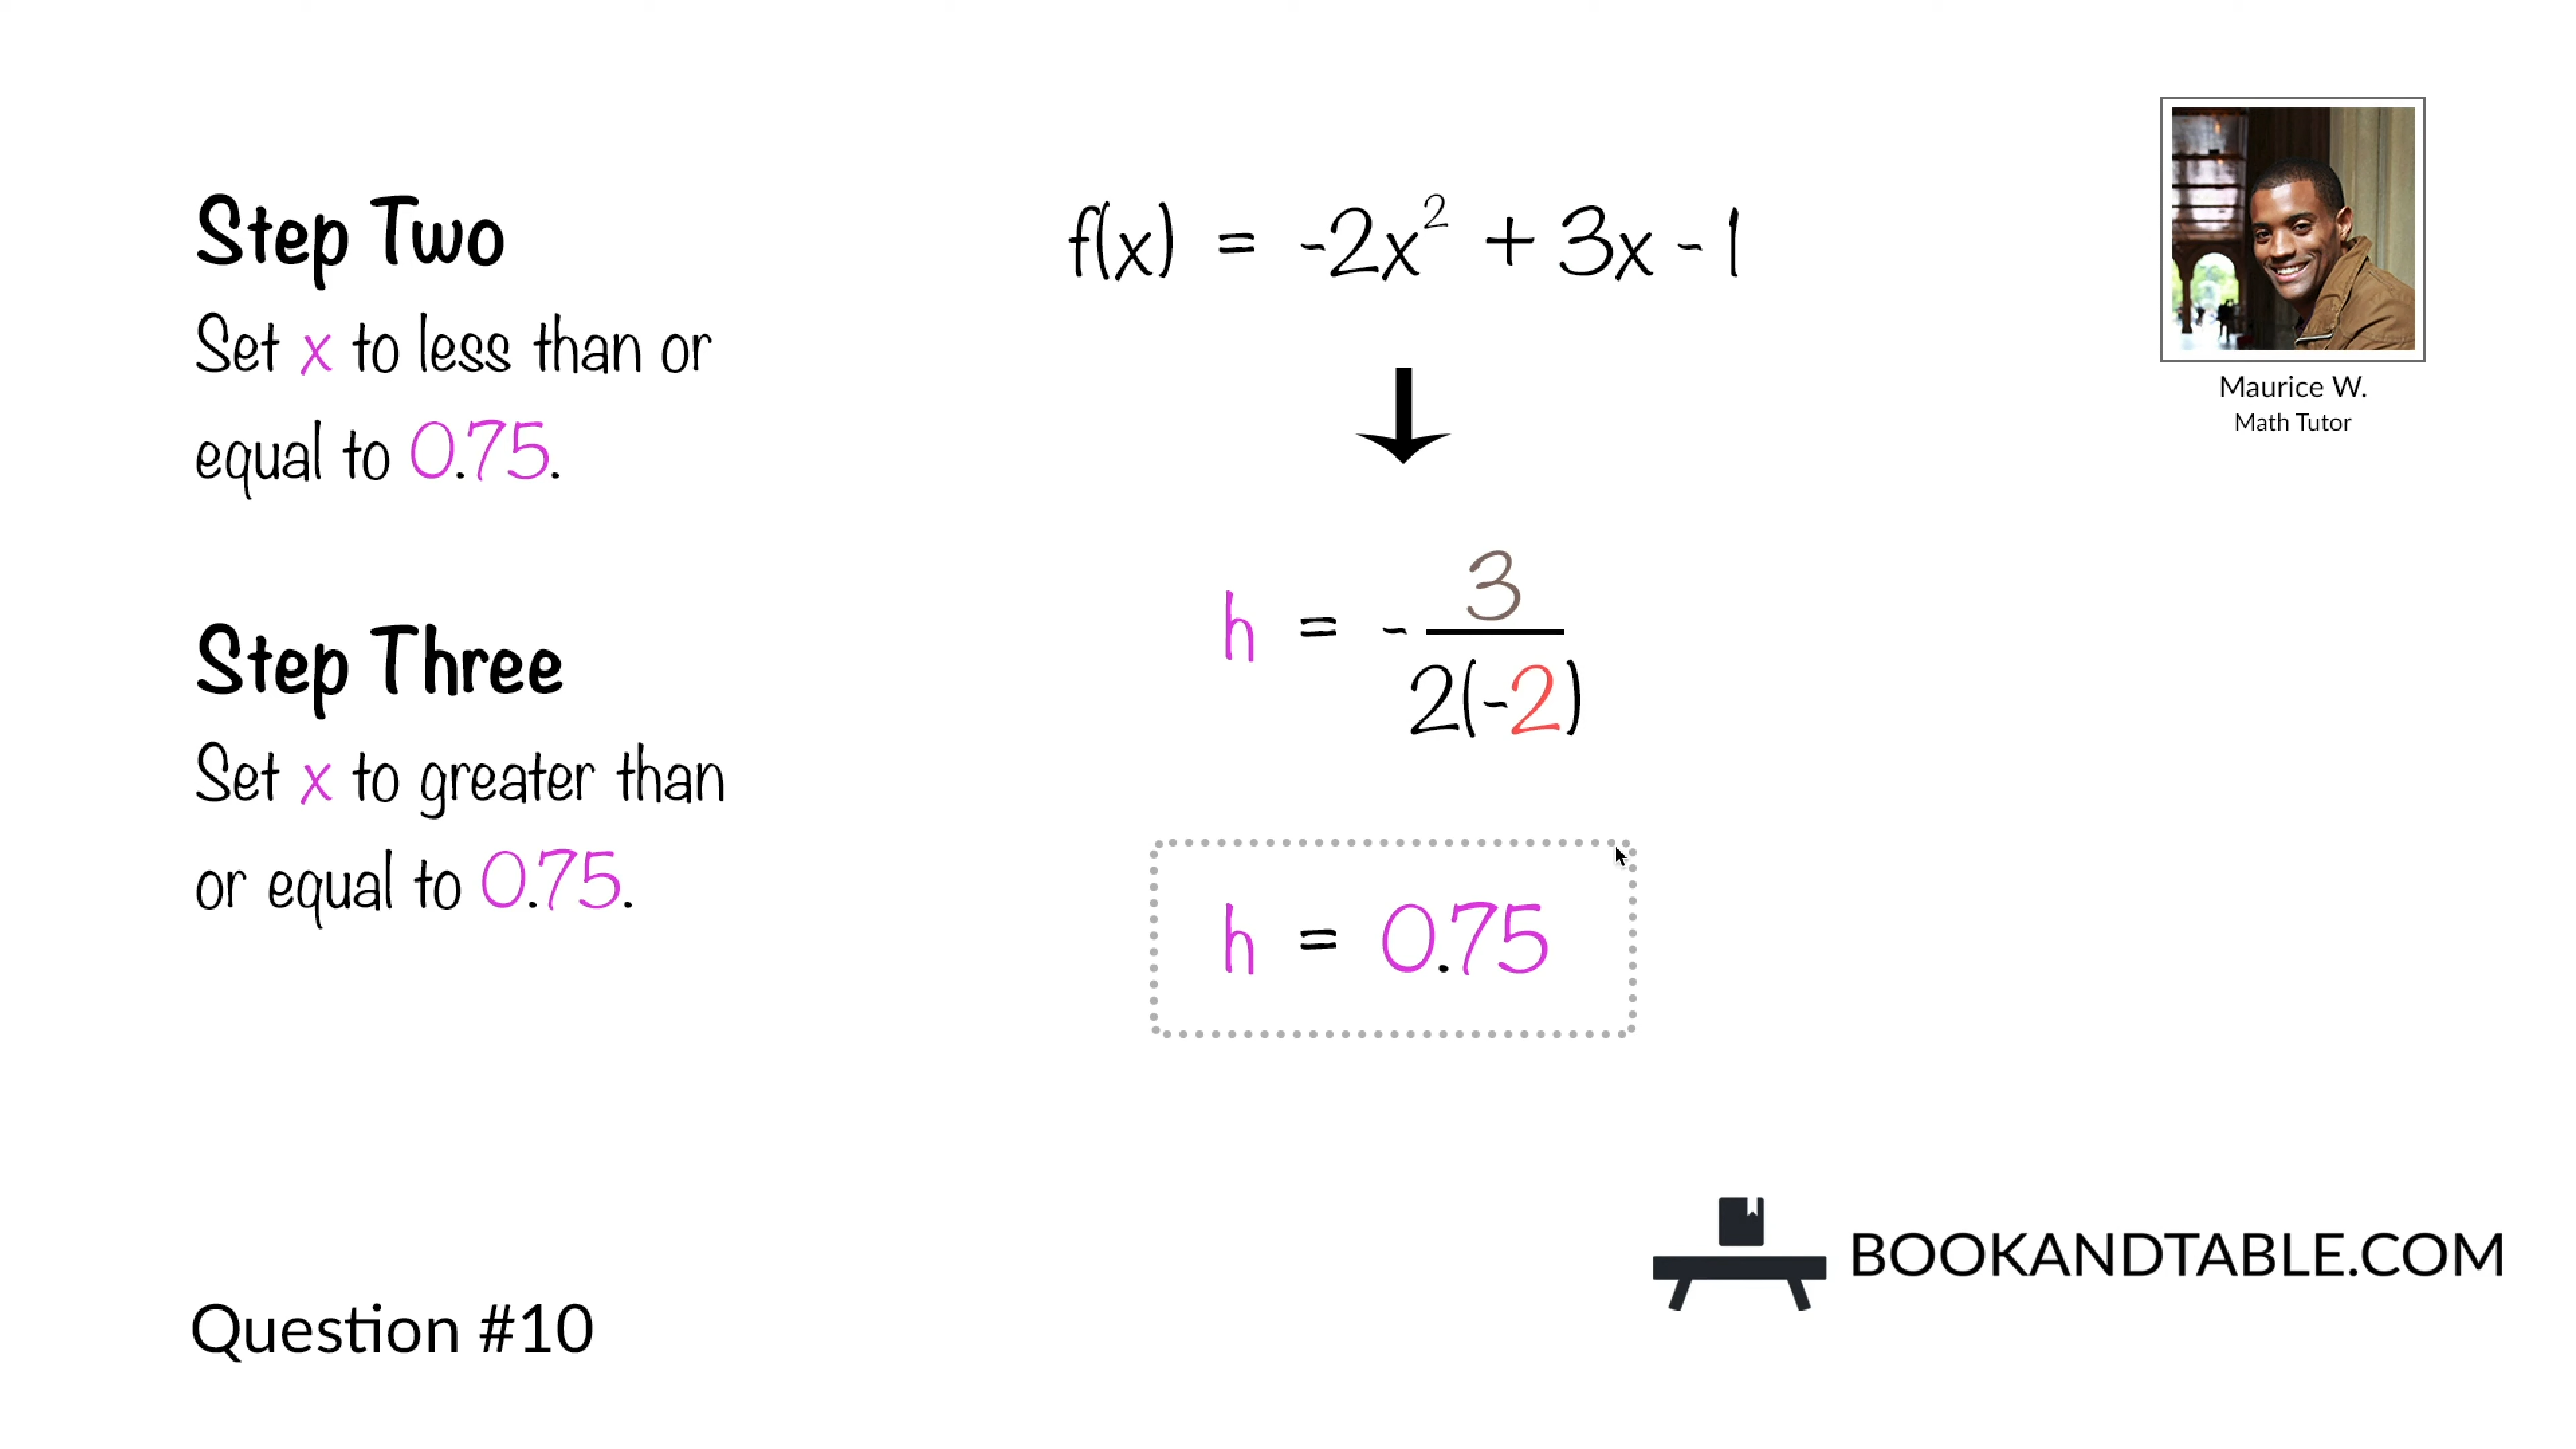 Step Two
Set x to less than or
equal to 0.75.
Step Three
Set x to greater than
or equal to 0.75.
f(x) = -2x² + 3x - 1
h = - 3
2(-2)
h = 0.75
Maurice W.
Math Tutor
BOOKANDTABLE.COM
Question #10